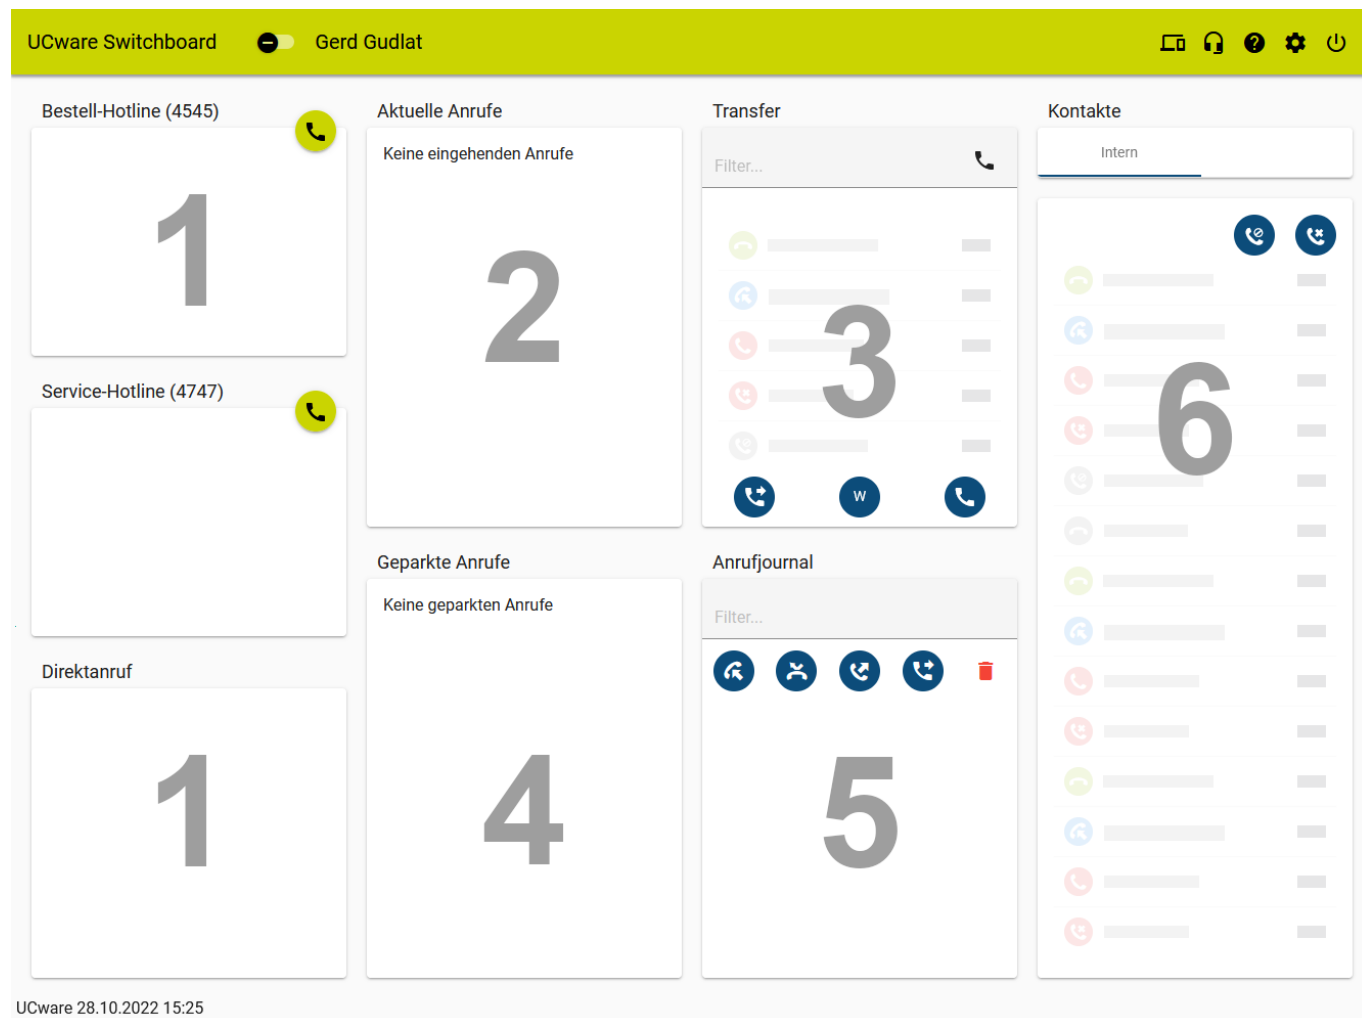 UCware Switchboard Gerd Gudlat
Bestell-Hotline (4545)
1
Service-Hotline (4747)
Direktanruf
1
Aktuelle Anrufe
Keine eingehenden Anrufe
2
Geparkte Anrufe
Keine geparkten Anrufe
4
Transfer
Filter...
3
W
Anrufjournal
Filter...
5
Kontakte
Intern
6
UCware 28.10.2022 15:25